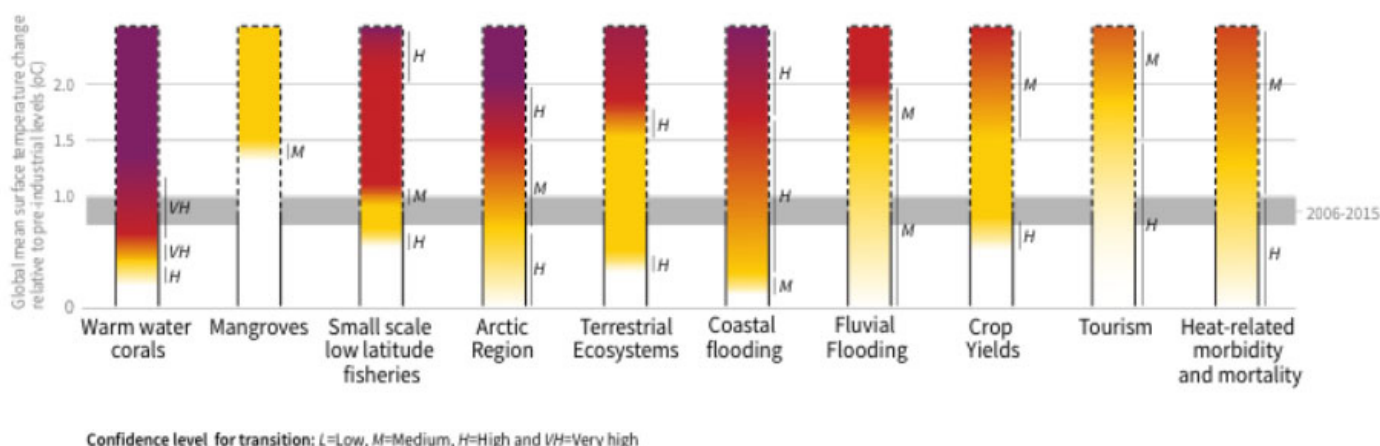 Global mean surface temperature change
relative to pre-industrial levels (oC)
2.0
1.5
1.0
0
VH
VH
H
M
H
M
H
H
M
H
H
H
H
H
M
M
M
M
H
M
H
M
H
2006-2015
Warm water
corals
Mangroves
Small scale
low latitude
fisheries
Arctic
Region
Terrestrial
Ecosystems
Coastal
flooding
Fluvial
Flooding
Crop
Yields
Tourism
Heat-related
morbidity
and mortality
Confidence level for transition: L=Low, M=Medium, H=High and VH=Very high